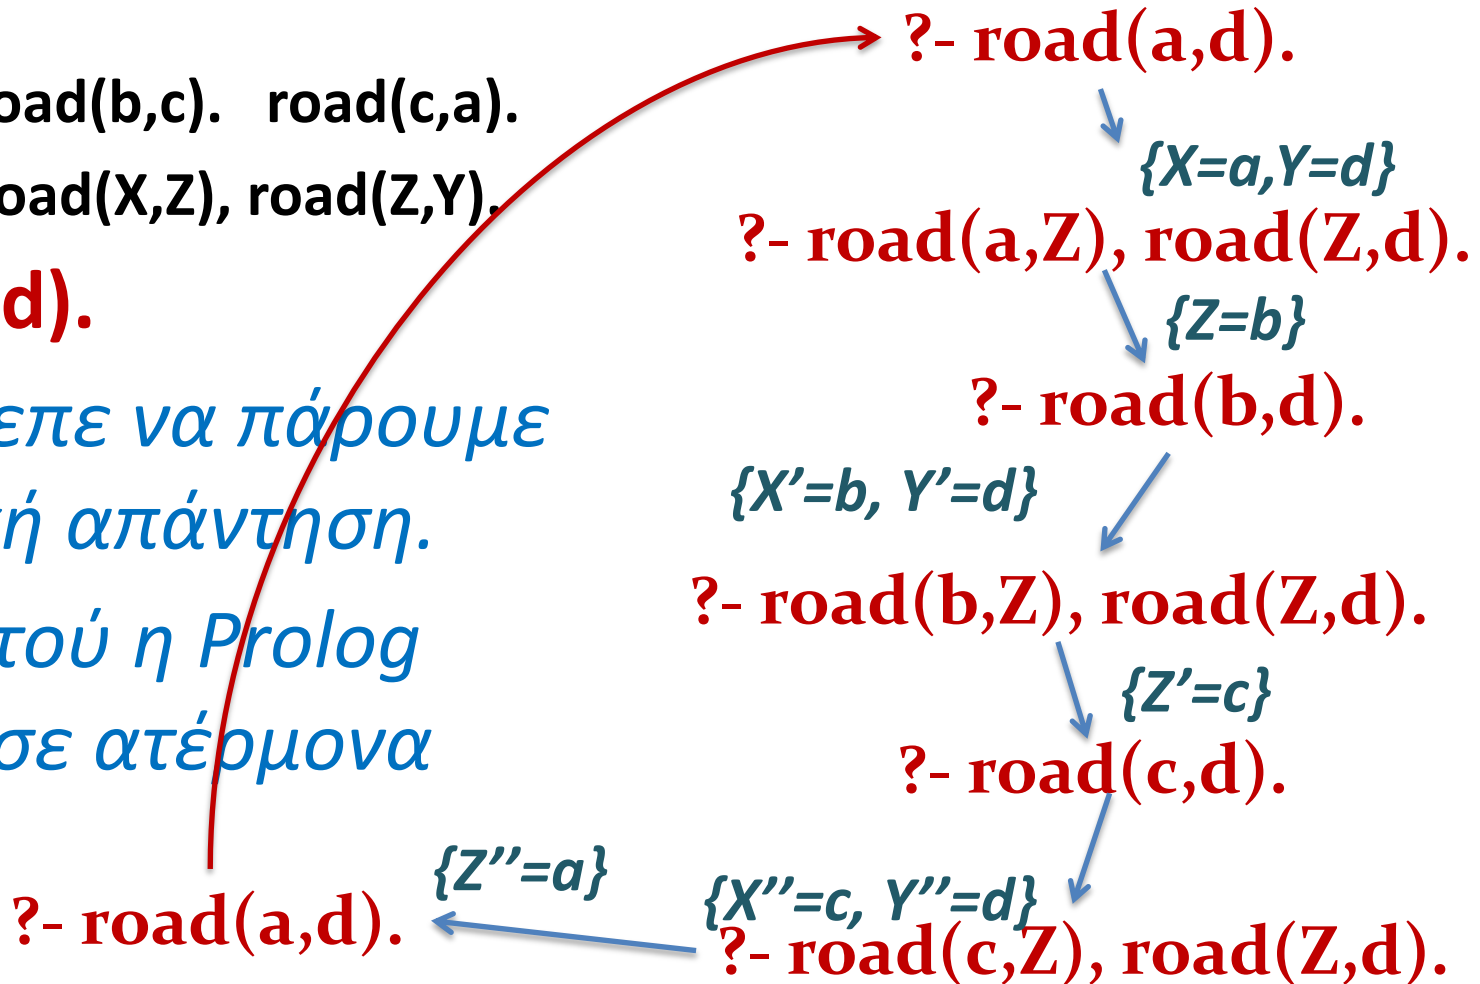 oad(b,c). road(c,a).
oad(X,Z), road(Z,Y).
d).
επε να πάρουμε
ή απάντηση.
τού η Prolog
σε ατέρμονα
?- road(a,d).
{X=a,Y=d}
?- road(a,Z), road(Z,d).
{Z=b}
?- road(b,d).
{X’=b, Y’=d}
?- road(b,Z), road(Z,d).
{Z’=c}
?- road(c,d).
{X’’=c, Y’’=d}
?- road(c,Z), road(Z,d).
{Z’’=a}
?- road(a,d).